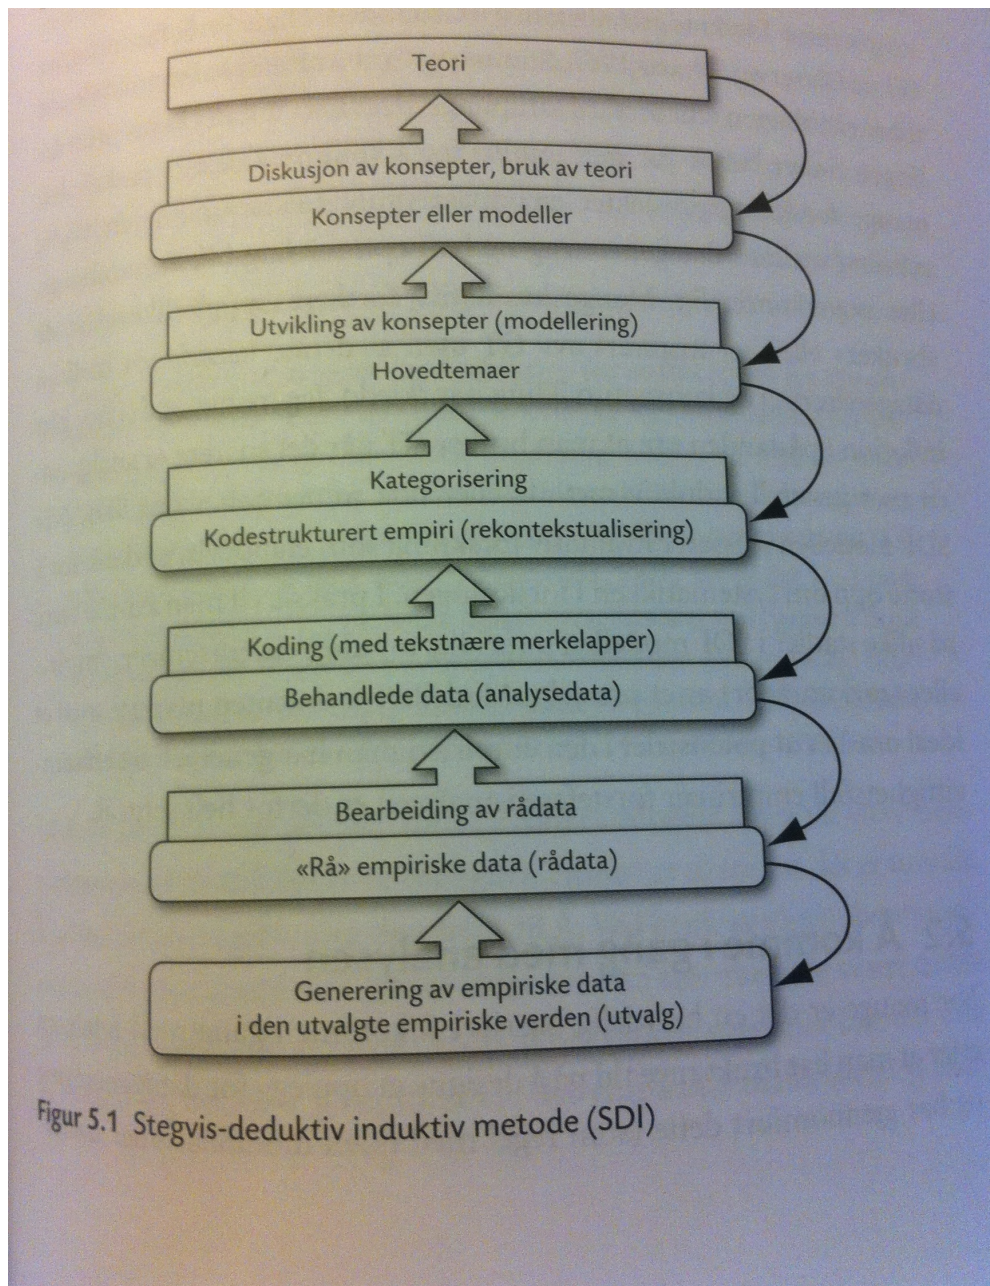 Teori
Diskusjon av konsepter, bruk av teori
Konsepter eller modeller
Utvikling av konsepter (modellering)
Hovedtemaer
Kategorisering
Kodestrukturert empiri (rekontekstualisering)
Koding (med tekstnære merkelapper)
Behandlede data (analysedata)
Bearbeiding av rådata
«Rå» empiriske data (rådata)
Generering av empiriske data
i den utvalgte empiriske verden (utvalg)
Figur 5.1 Stegvis-deduktiv induktiv metode (SDI)